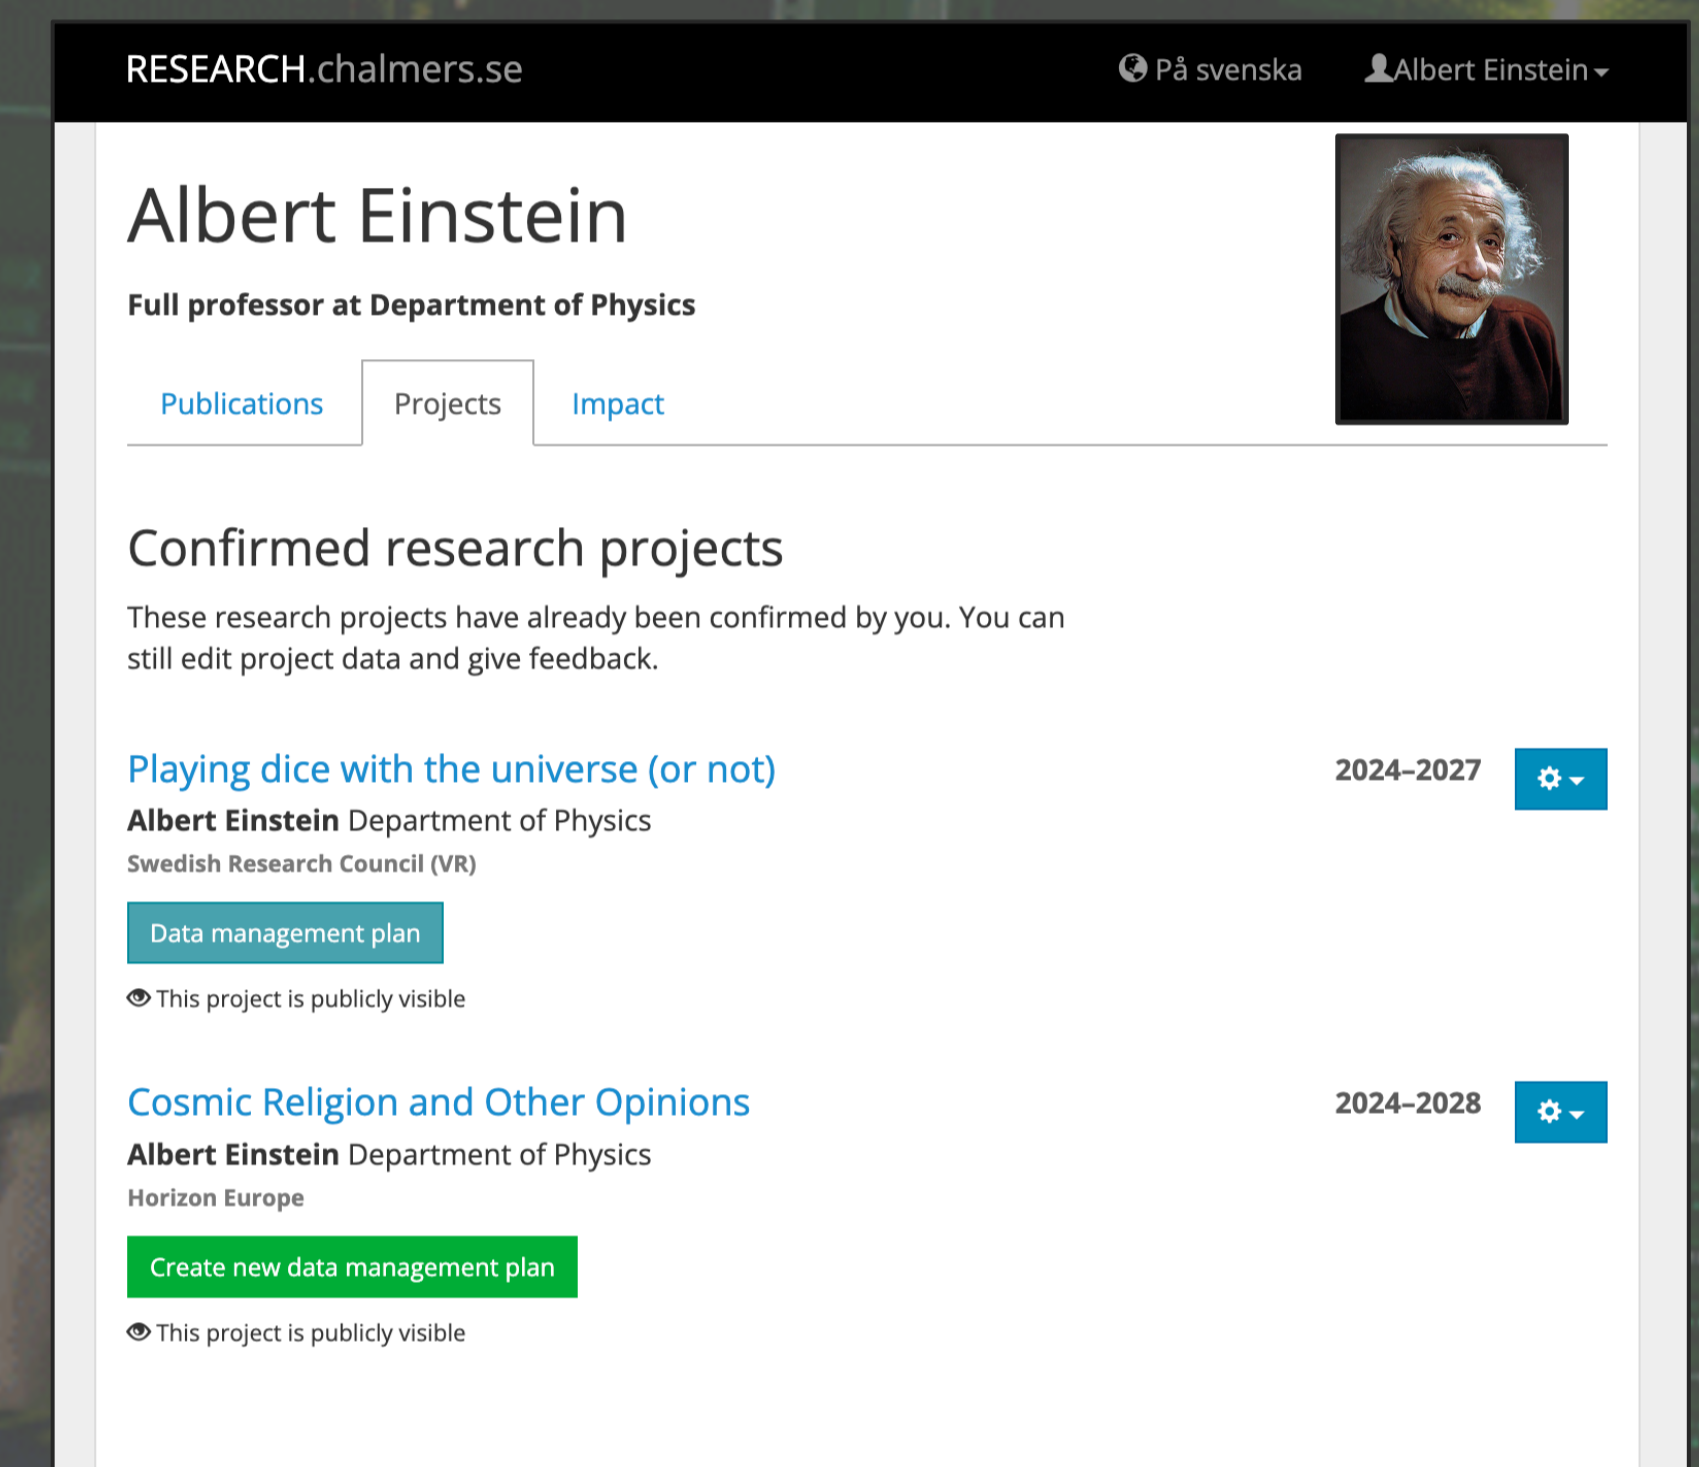 RESEARCH.chalmers.se
På svenska
Albert Einstein
Albert Einstein
Full professor at Department of Physics
Publications
Projects
Impact
Confirmed research projects
These research projects have already been confirmed by you. You can
still edit project data and give feedback.
Playing dice with the universe (or not)
2024–2027
Albert Einstein Department of Physics
Swedish Research Council (VR)
Data management plan
This project is publicly visible
Cosmic Religion and Other Opinions
2024–2028
Albert Einstein Department of Physics
Horizon Europe
Create new data management plan
This project is publicly visible